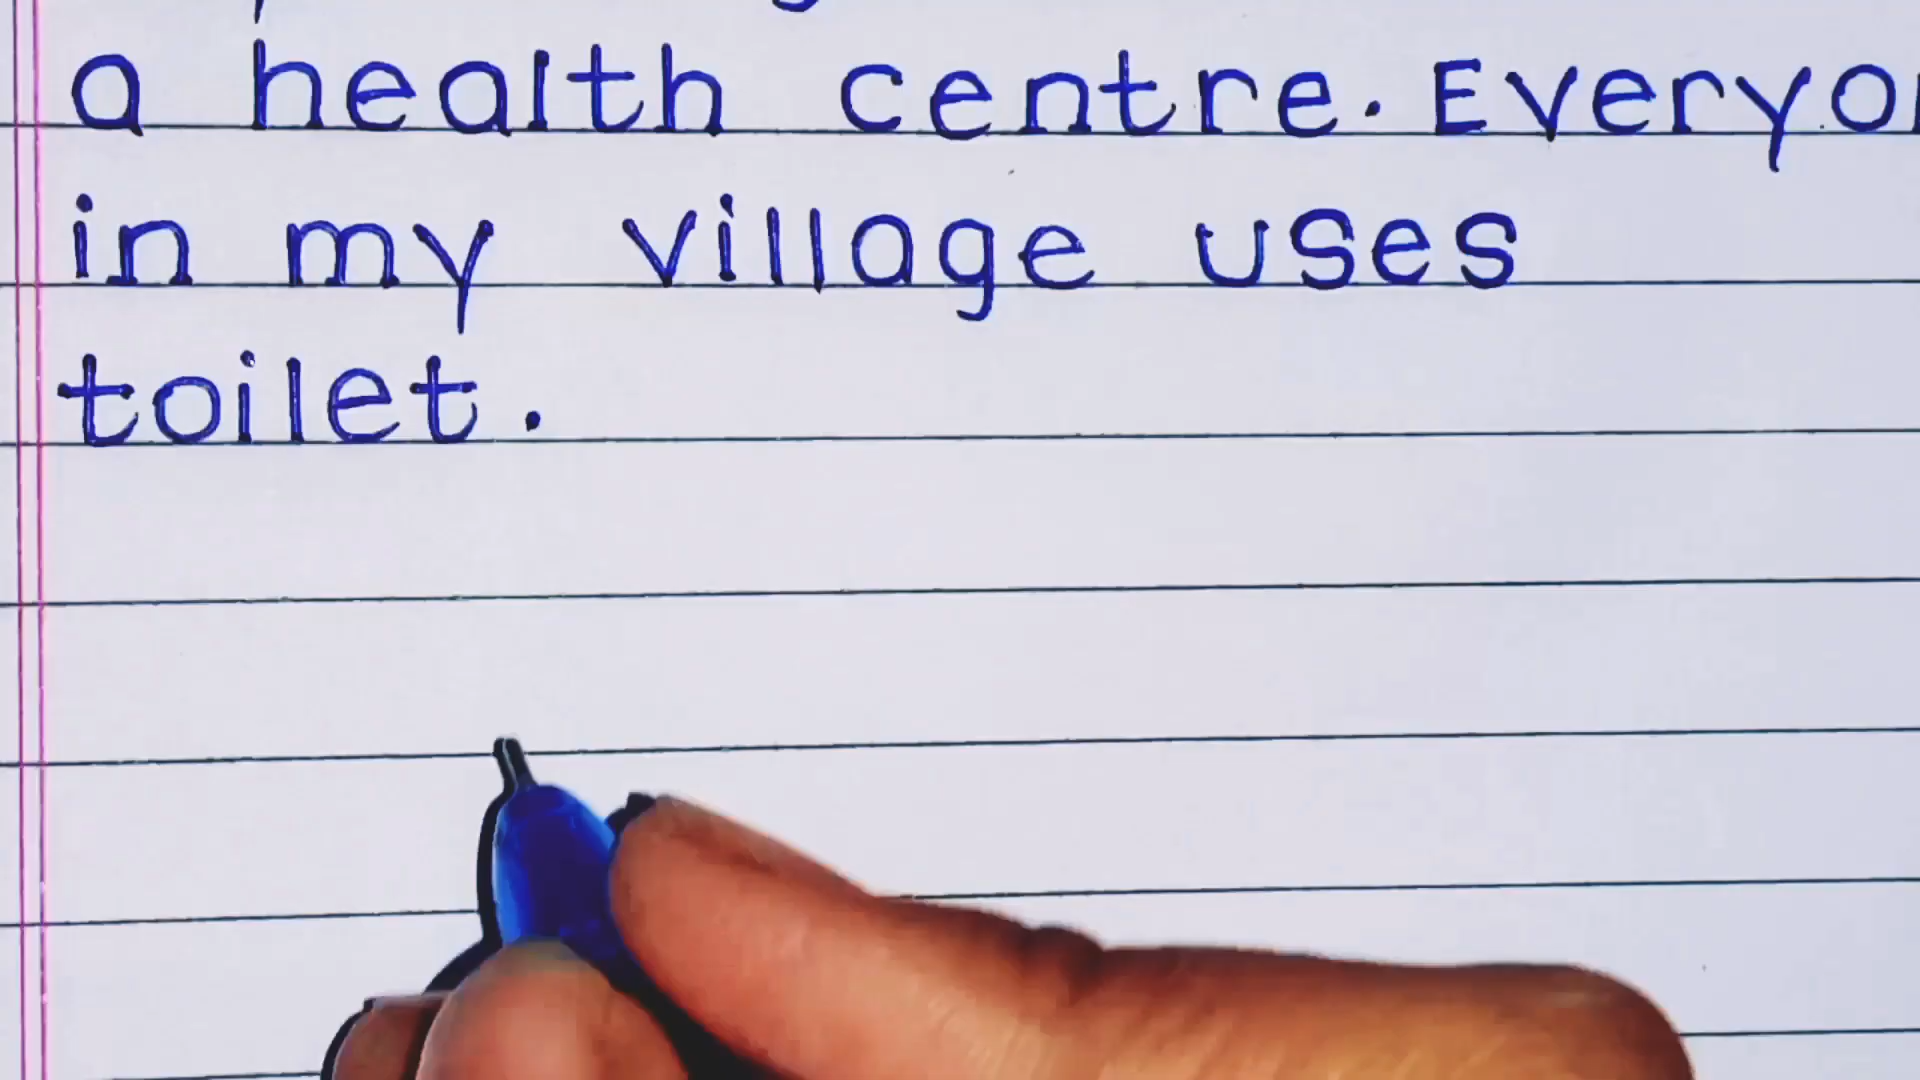 a health centre. Everyo
in my village uses
toilet.